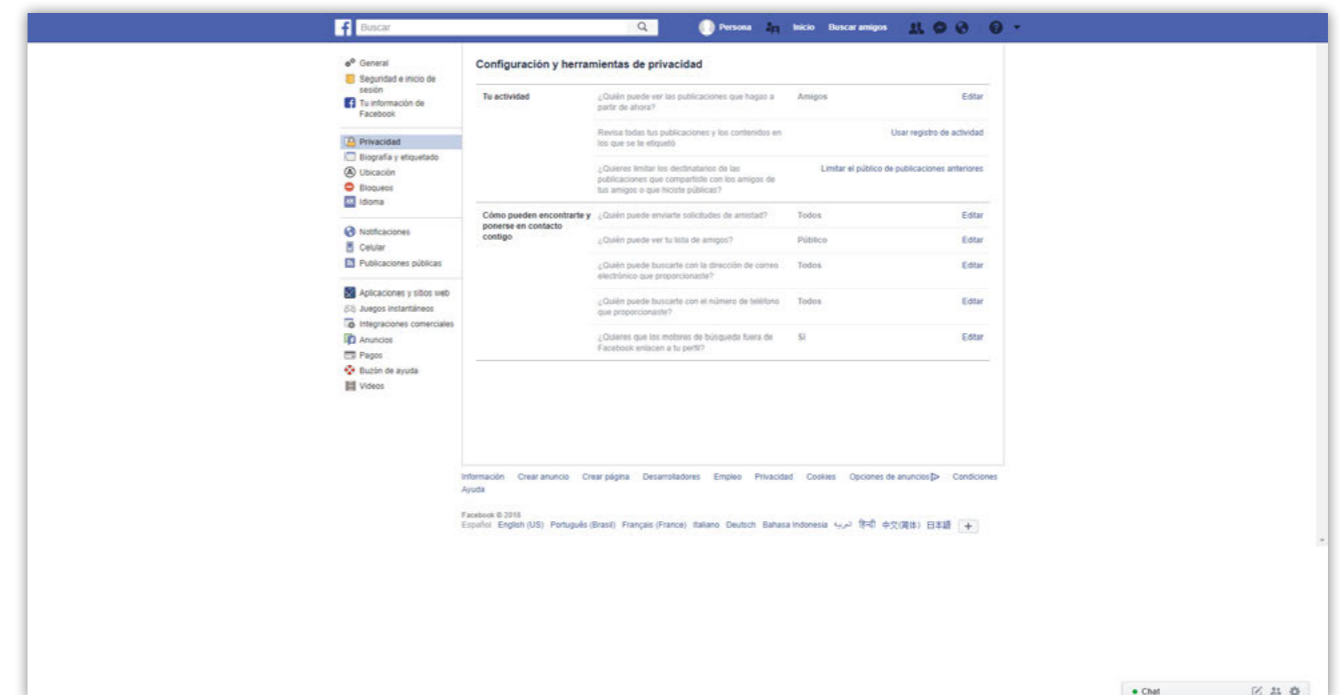 Buscar
Persona Inicio Buscar amigos
General
Seguridad e inicio de
sesión
Tu información de
Facebook
Privacidad
Biografía y etiquetado
Ubicación
Bloqueos
Idioma
Notificaciones
Celular
Publicaciones públicas
Aplicaciones y sitios web
Juegos instantáneos
Integraciones comerciales
Anuncios
Pagos
Buzón de ayuda
Videos
Configuración y herramientas de privacidad
Tu actividad
¿Quién puede ver las publicaciones que hagas a
partir de ahora?
Amigos Editar
Revisa todas tus publicaciones y los contenidos en
los que se te etiquetó
Usar registro de actividad
¿Quieres limitar los destinatarios de las
publicaciones que compartiste con los amigos de
tus amigos o que hiciste públicas?
Limitar el público de publicaciones anteriores
Cómo pueden encontrarte y
ponerse en contacto
contigo
¿Quién puede enviarte solicitudes de amistad? Todos Editar
¿Quién puede ver tu lista de amigos? Público Editar
¿Quién puede buscarte con la dirección de correo
electrónico que proporcionaste?
Todos Editar
¿Quién puede buscarte con el número de teléfono
que proporcionaste?
Todos Editar
¿Quieres que los motores de búsqueda fuera de
Facebook enlacen a tu perfil?
Sí Editar
Información Crear anuncio Crear página Desarrolladores Empleo Privacidad Cookies Opciones de anuncios Condiciones
Ayuda
Facebook © 2018
Español English (US) Português (Brasil) Français (France) Italiano Deutsch Bahasa Indonesia العربية हिन्दी 中文(简体) 日本語 +
Chat